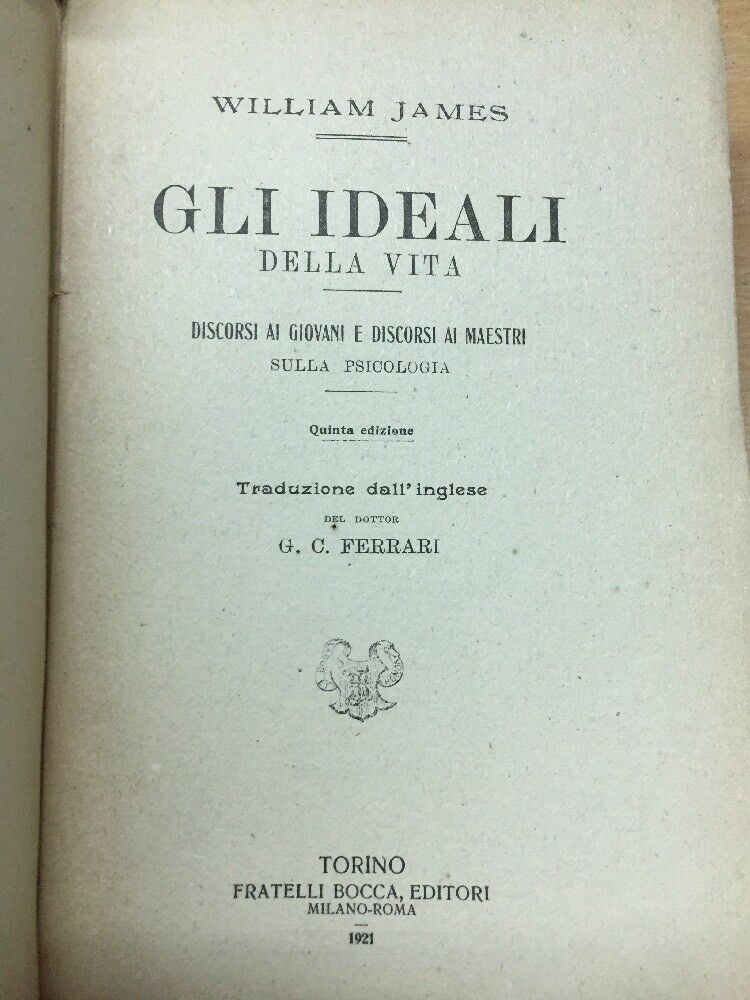 WILLIAM JAMES
GLI IDEALI
DELLA VITA
DISCORSI AI GIOVANI E DISCORSI AI MAESTRI
SULLA PSICOLOGIA
Quinta edizione
Traduzione dall'inglese
DEL DOTTOR
G. C. FERRARI
TORINO
FRATELLI BOCCA, EDITORI
MILANO-ROMA
1921